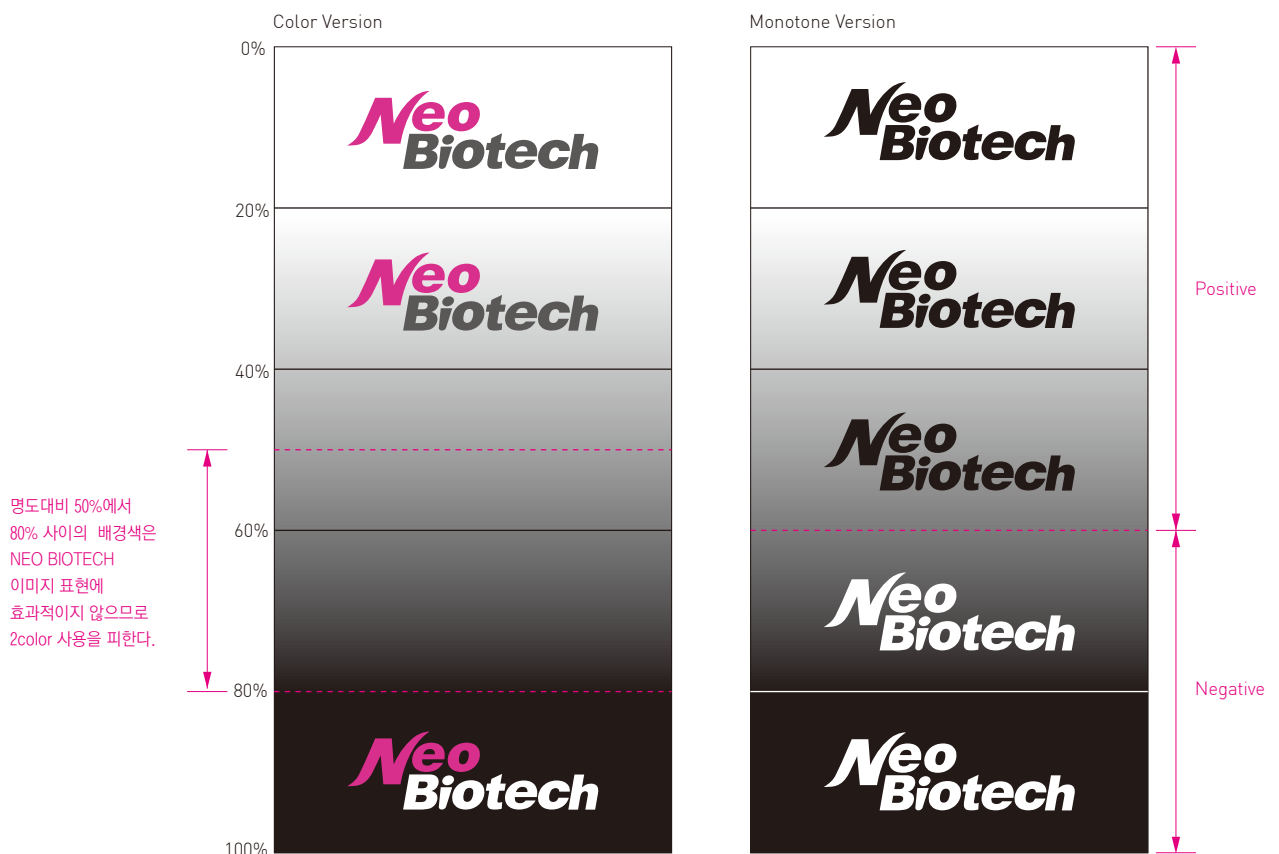 Color Version
Monotone Version
0%
Neo
Biotech
Neo
Biotech
20%
Neo
Biotech
Neo
Biotech
Positive
40%
Neo
Biotech
명도대비 50%에서
80% 사이의 배경색은
NEO BIOTECH
이미지 표현에
효과적이지 않으므로
2color 사용을 피한다.
60%
Neo
Biotech
80%
Negative
Neo
Biotech
Neo
Biotech
100%